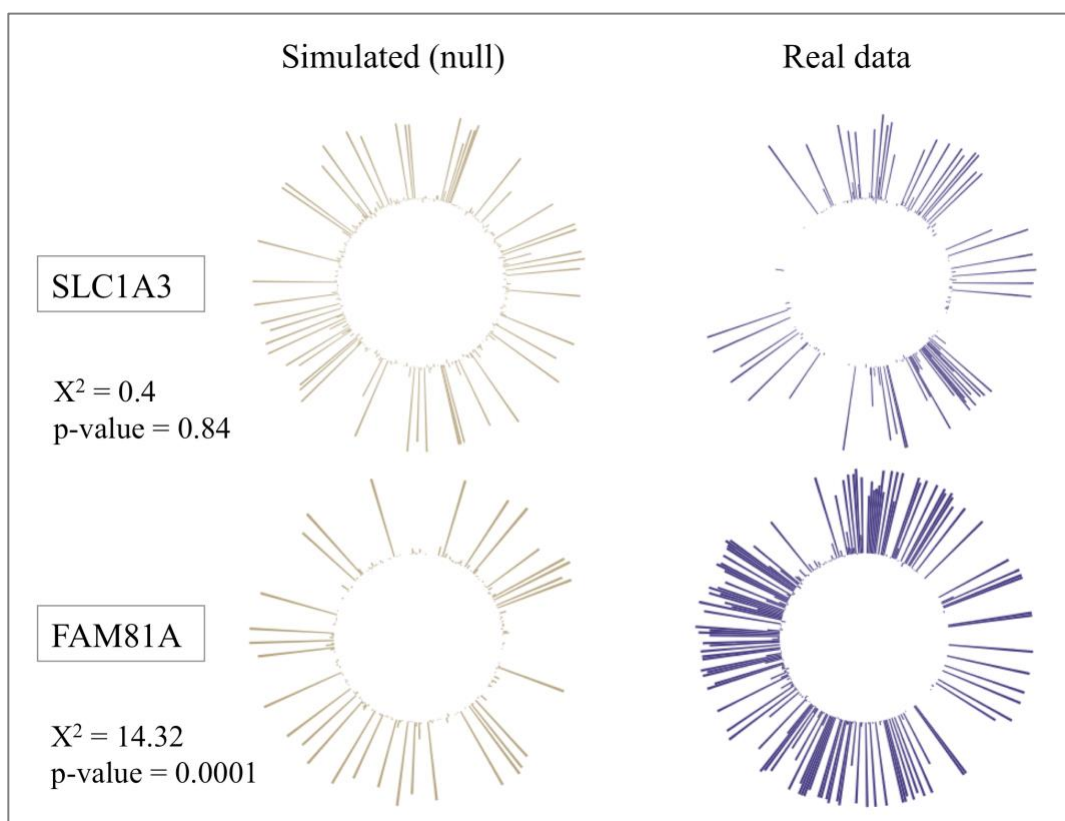 Simulated (null)
Real data
SLC1A3
X² = 0.4
p-value = 0.84
FAM81A
X² = 14.32
p-value = 0.0001